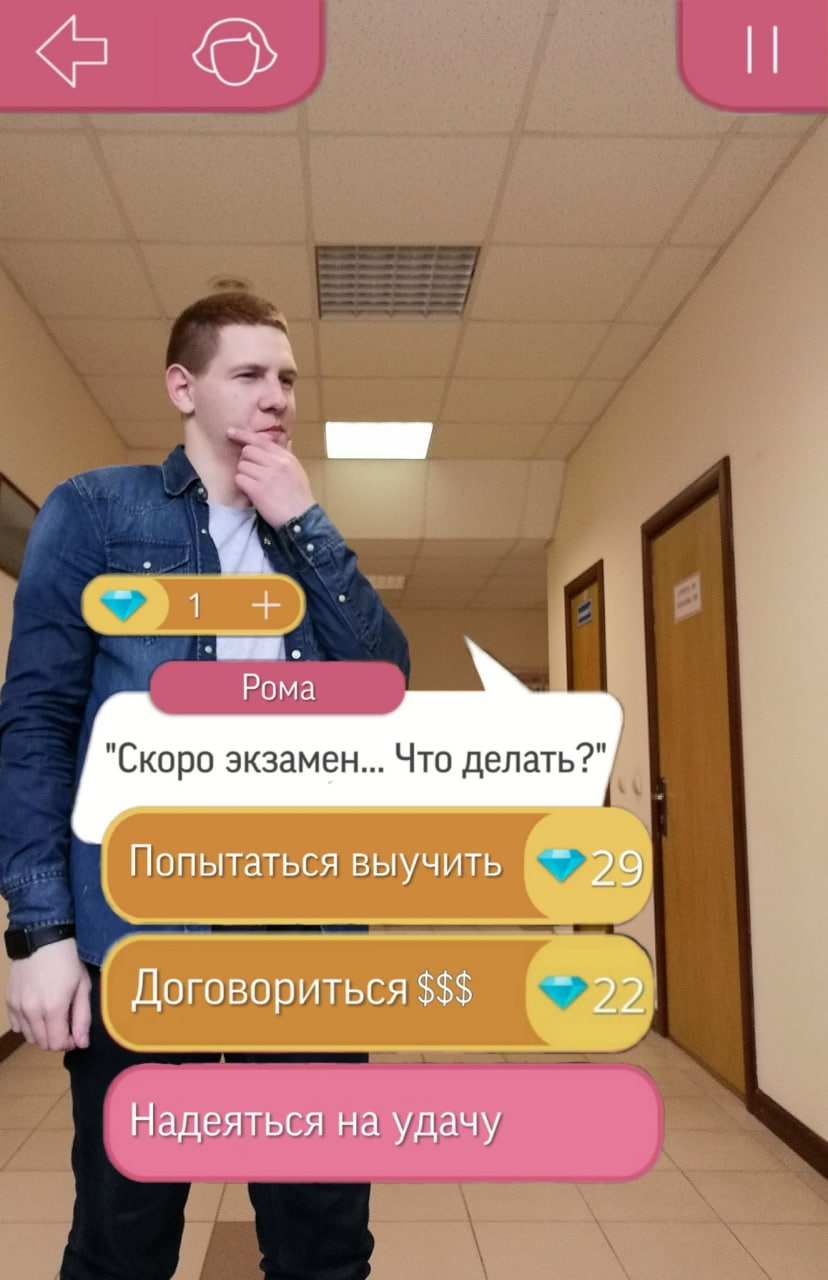 1
Рома
"Скоро экзамен... Что делать?"
Попытаться выучить 29
Договориться $$$ 22
Надеяться на удачу